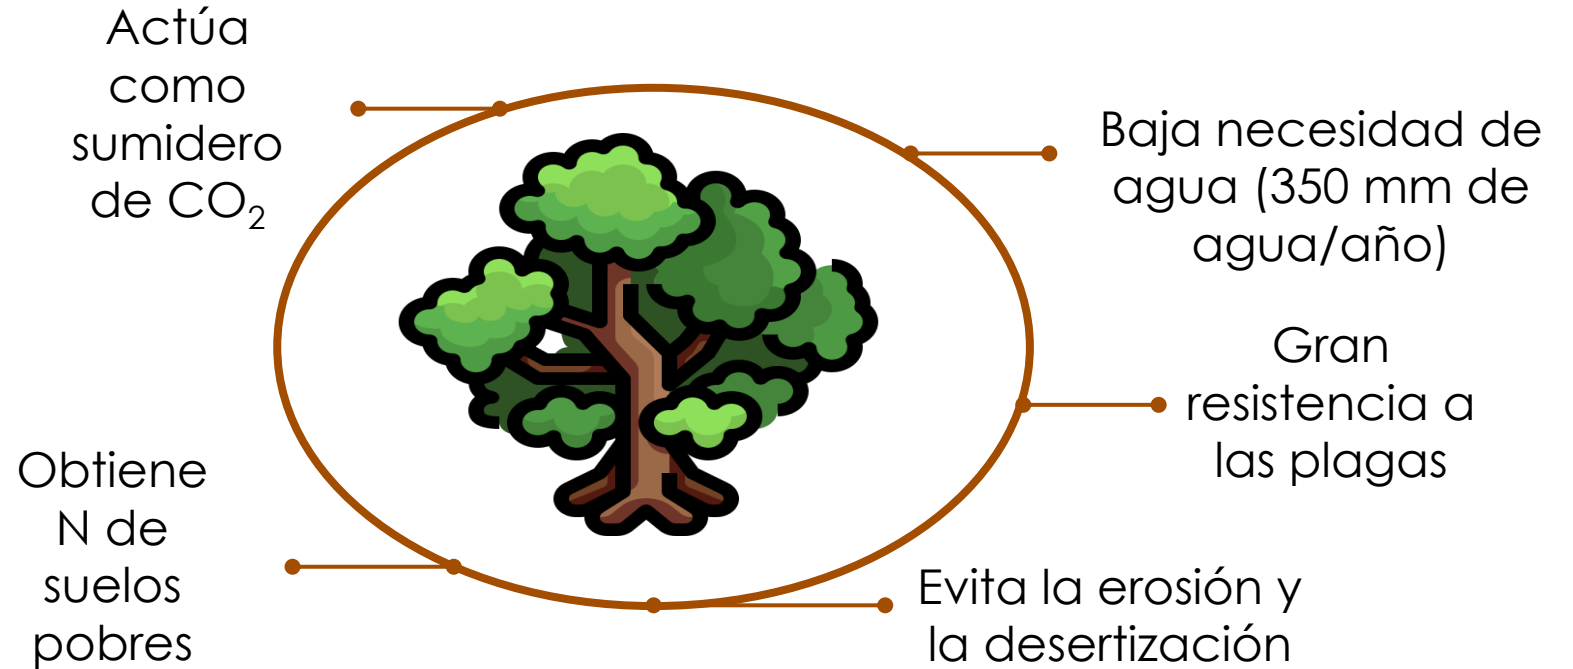 Actúa
como
sumidero
de CO₂
Baja necesidad de
agua (350 mm de
agua/año)
Gran
resistencia a
las plagas
Obtiene
N de
suelos
pobres
Evita la erosión y
la desertización